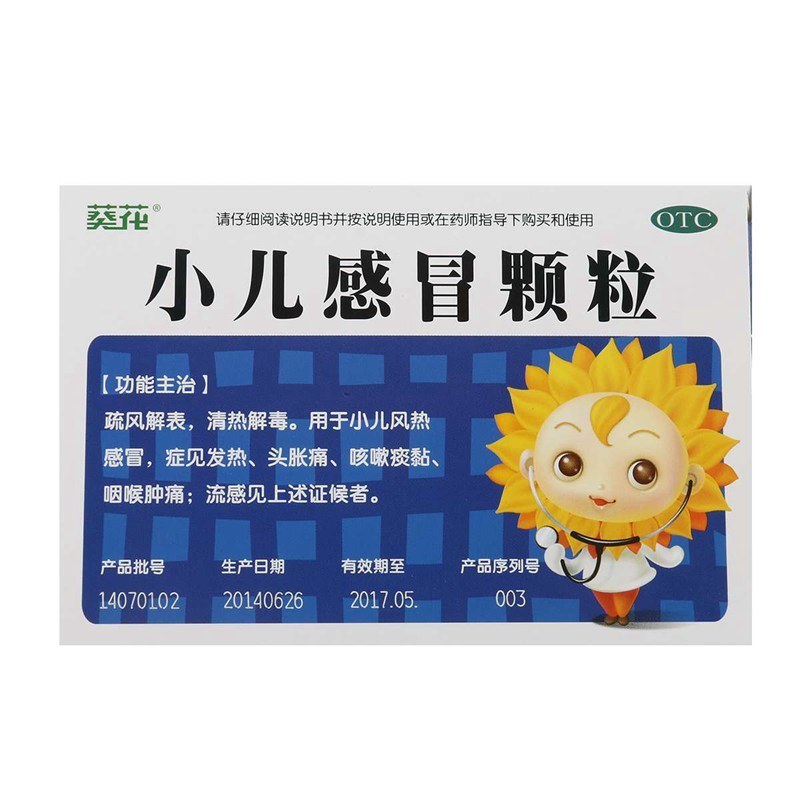 葵花®
请仔细阅读说明书并按说明使用或在药师指导下购买和使用
OTC
小儿感冒颗粒
【功能主治】
疏风解表，清热解毒。用于小儿风热
感冒，症见发热、头胀痛、咳嗽痰黏、
咽喉肿痛；流感见上述证候者。
产品批号 生产日期 有效期至 产品序列号
14070102 20140626 2017.05. 003